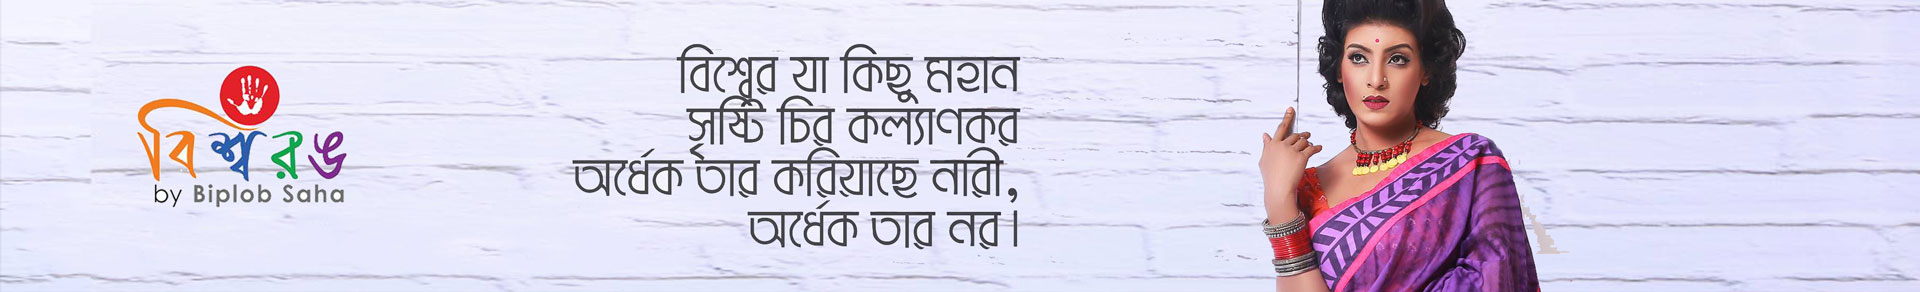 বিশ্বরঙ
by Biplob Saha
বিশ্বের যা কিছু মহান
সৃষ্টি চির কল্যাণকর
অর্ধেক তার করিয়াছে নারী,
অর্ধেক তার নর।